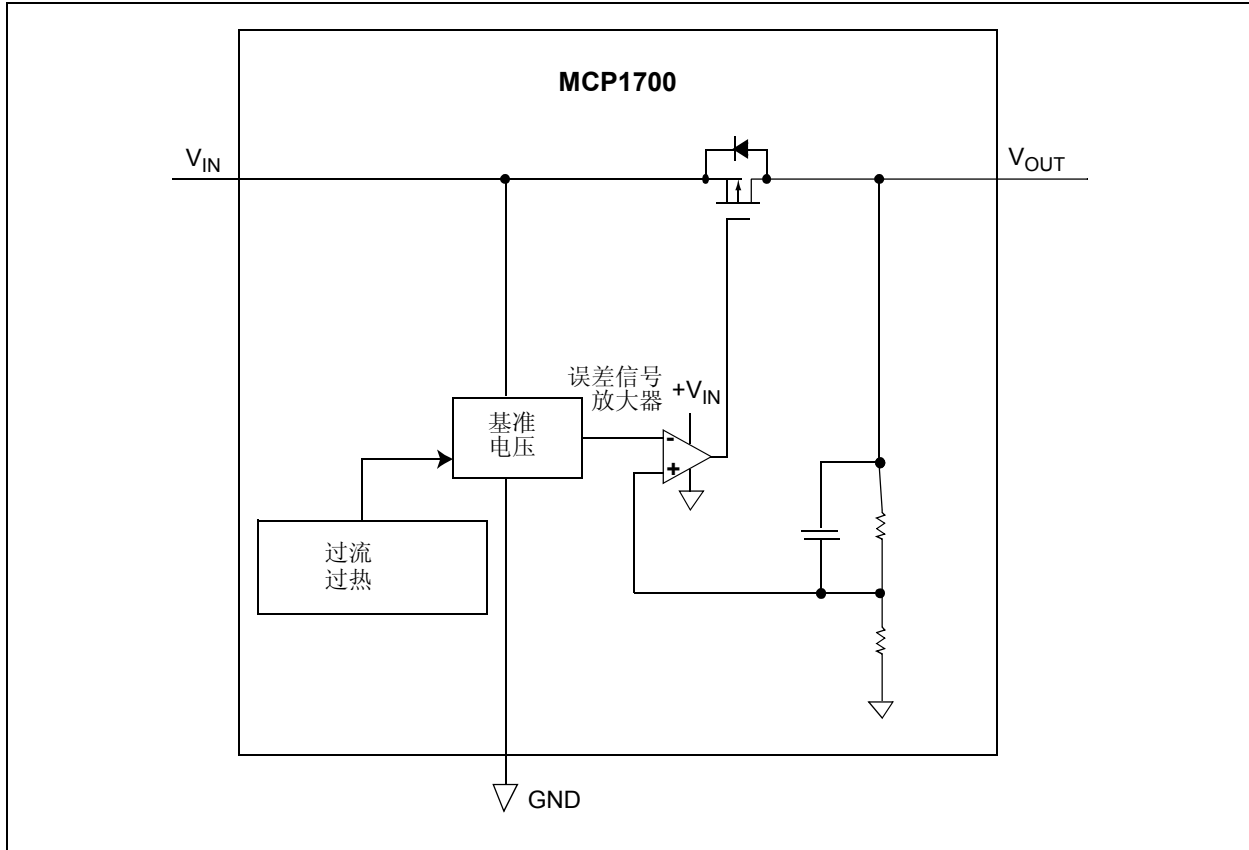 MCP1700
V_IN
V_OUT
误差信号
放大器
+V_IN
基准
电压
-
+
过流
过热
GND